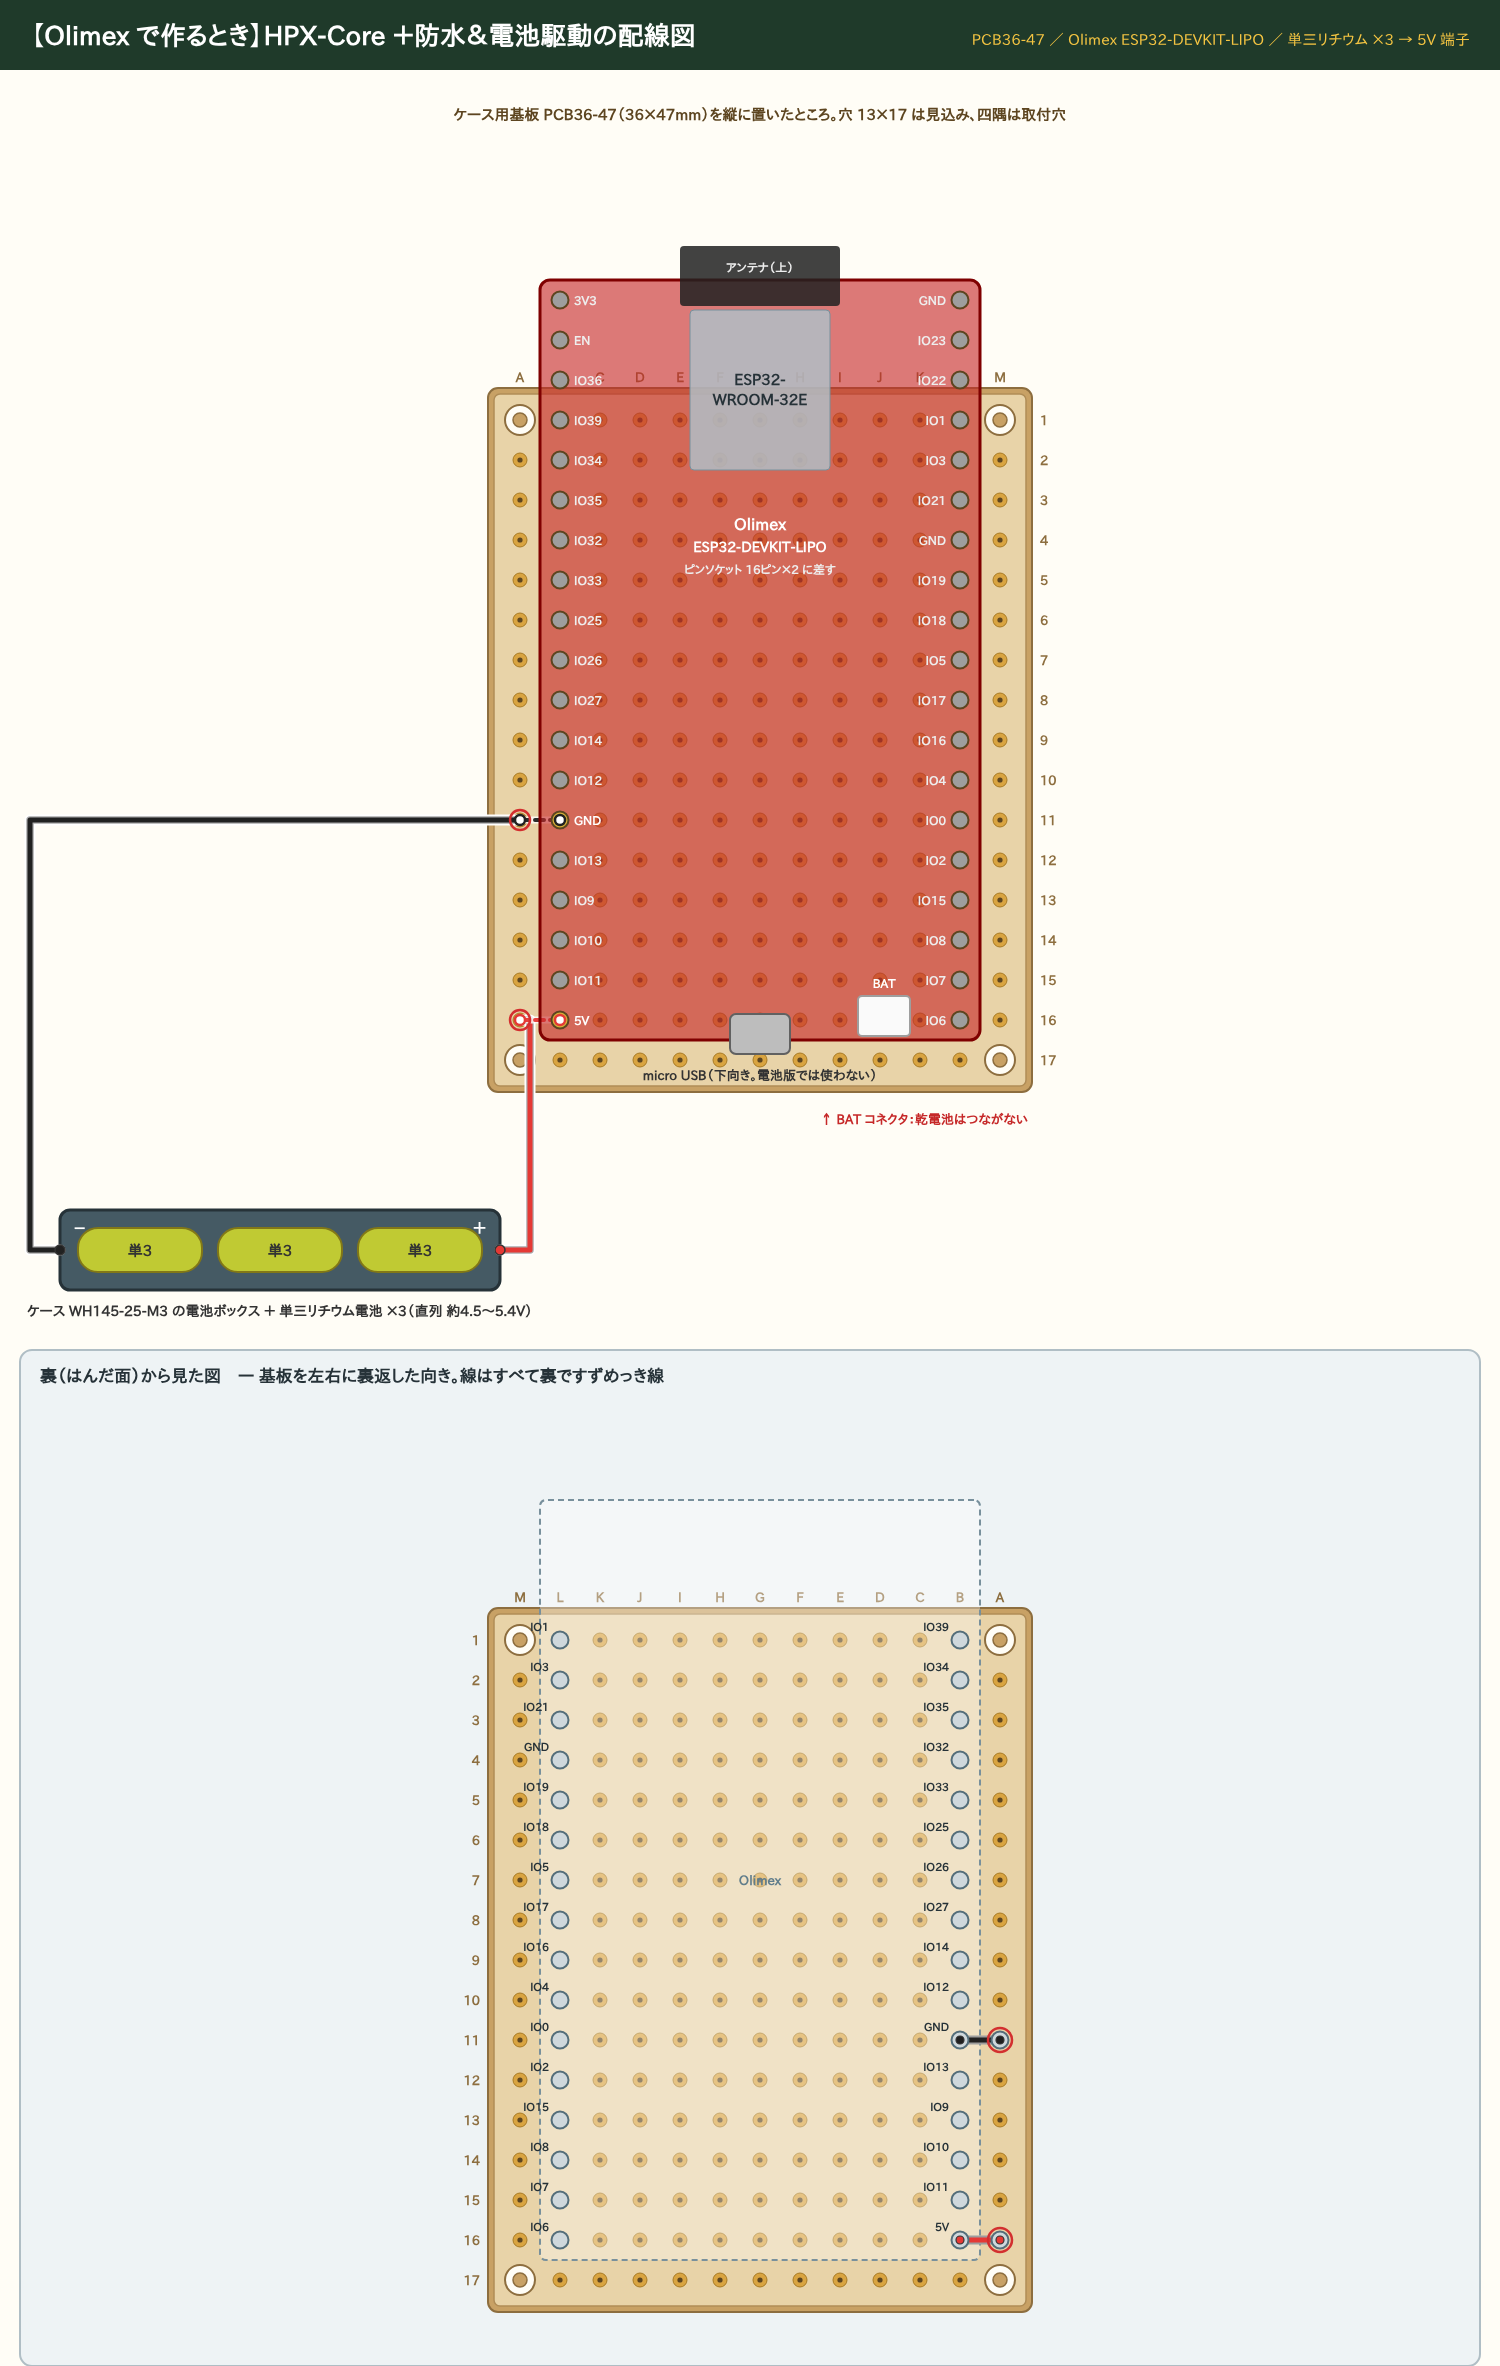 【Olimex で作るとき】HPX-Core ＋防水＆電池駆動の配線図
PCB36-47 ／ Olimex ESP32-DEVKIT-LIPO ／ 単三リチウム ×3 → 5V 端子
ケース用基板 PCB36-47（36×47mm）を縦に置いたところ。穴 13×17 は見込み、四隅は取付穴
アンテナ（上）
3V3 GND
EN IO23
A C D E F H I J K M
IO36 ESP32- IO22
WROOM-32E
IO39 IO1 1
IO34 IO3 2
IO35 IO21 3
Olimex
IO32 ESP32-DEVKIT-LIPO GND 4
ピンソケット 16ピン×2 に差す
IO33 IO19 5
IO25 IO18 6
IO26 IO5 7
IO27 IO17 8
IO14 IO16 9
IO12 IO4 10
GND IO0 11
IO13 IO2 12
IO9 IO15 13
IO10 IO8 14
IO11 BAT IO7 15
5V IO6 16
17
micro USB（下向き。電池版では使わない）
↑ BAT コネクタ：乾電池はつながない
− +
単3 単3 単3
ケース WH145-25-M3 の電池ボックス ＋ 単三リチウム電池 ×3（直列 約4.5〜5.4V）
裏（はんだ面）から見た図　— 基板を左右に裏返した向き。線はすべて裏ですずめっき線
M L K J I H G F E D C B A
1 IO1 IO39
2 IO3 IO34
3 IO21 IO35
4 GND IO32
5 IO19 IO33
6 IO18 IO25
7 IO5 Olimex IO26
8 IO17 IO27
9 IO16 IO14
10 IO4 IO12
11 IO0 GND
12 IO2 IO13
13 IO15 IO9
14 IO8 IO10
15 IO7 IO11
16 IO6 5V
17